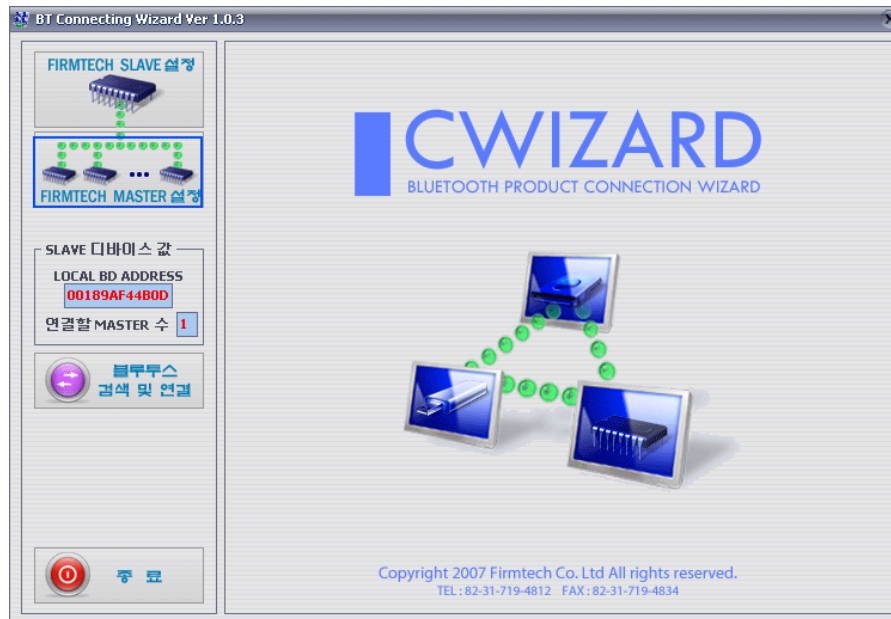 BT Connecting Wizard Ver 1.0.3
FIRMTECH SLAVE 설정
FIRMTECH MASTER 설정
SLAVE 디바이스 값
LOCAL BD ADDRESS
00189AF44B0D
연결할 MASTER 수 1
블루투스
검색 및 연결
종 료
CWIZARD
BLUETOOTH PRODUCT CONNECTION WIZARD
Copyright 2007 Firmtech Co. Ltd All rights reserved.
TEL : 82-31-719-4812 FAX : 82-31-719-4834